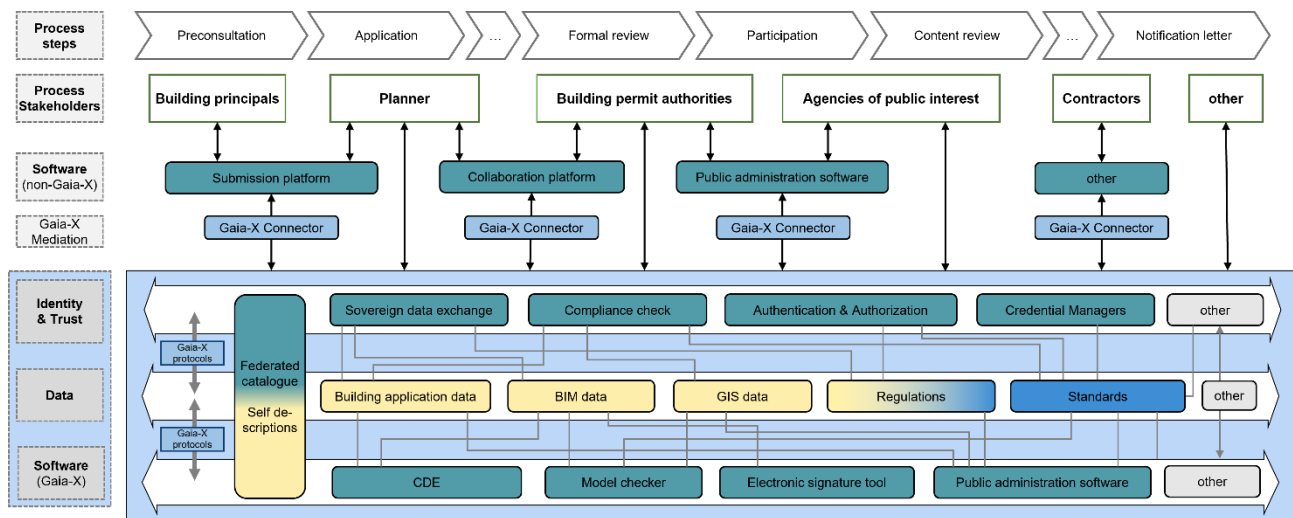 Process
steps
Preconsultation
Application
...
Formal review
Participation
Content review
...
Notification letter
Process
Stakeholders
Building principals
Planner
Building permit authorities
Agencies of public interest
Contractors
other
Software
(non-Gaia-X)
Submission platform
Collaboration platform
Public administration software
other
Gaia-X
Mediation
Gaia-X Connector
Gaia-X Connector
Gaia-X Connector
Gaia-X Connector
Identity
& Trust
Sovereign data exchange
Compliance check
Authentication & Authorization
Credential Managers
other
Gaia-X
protocols
Federated
catalogue
Data
Self de-
scriptions
Building application data
BIM data
GIS data
Regulations
Standards
other
Gaia-X
protocols
Software
(Gaia-X)
CDE
Model checker
Electronic signature tool
Public administration software
other